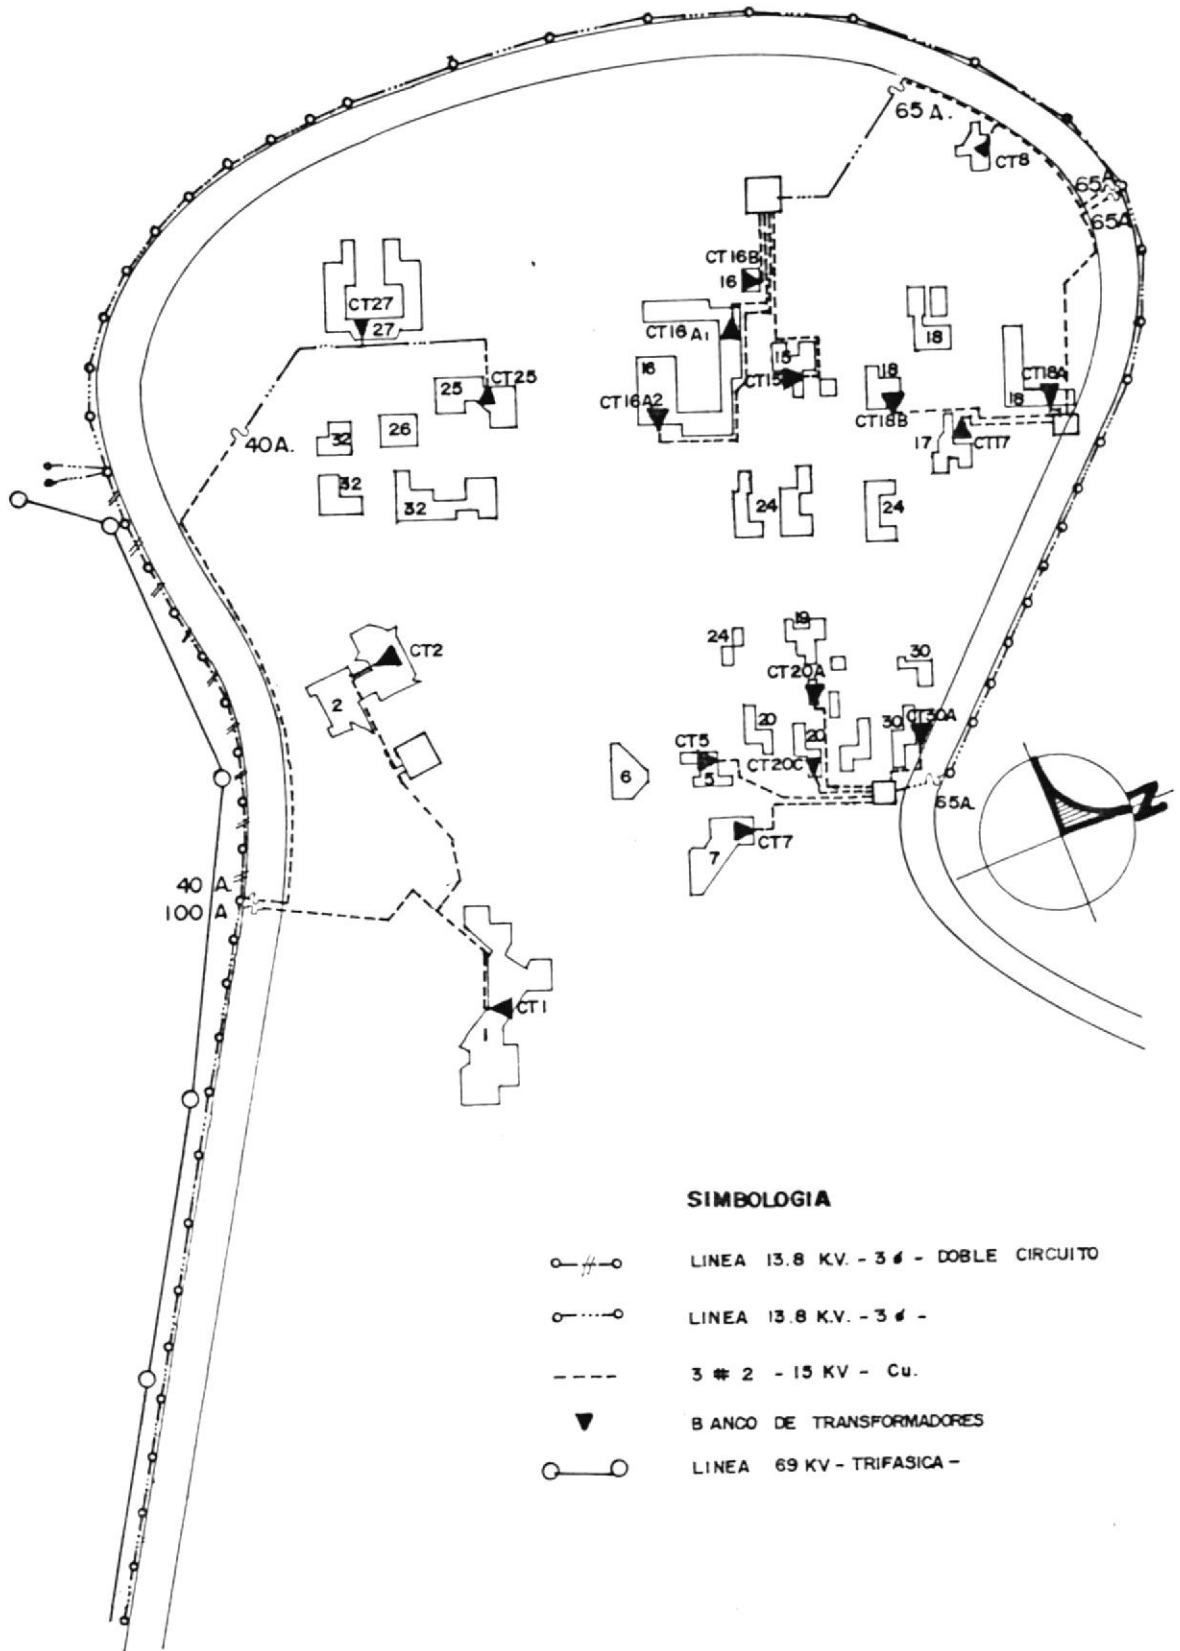 65 A.
CT8
65A
65A
CT16B
16
CT27
27
CT16 A1
18
15
CT15
16
18
CT18A
18
CT25
25
CT16A2
CT18B
17
CT17
26
32
40A.
32
32
24
24
24
19
CT2
30
CT20A
2
20
20
30
CT30A
CT5
5
CT20C
6
65A.
N
CT7
7
40 A
100 A
CT1
1
SIMBOLOGIA
LINEA 13.8 K.V. - 3 ø - DOBLE CIRCUITO
LINEA 13.8 K.V. - 3 ø -
3 # 2 - 15 KV - Cu.
BANCO DE TRANSFORMADORES
LINEA 69 KV - TRIFASICA -